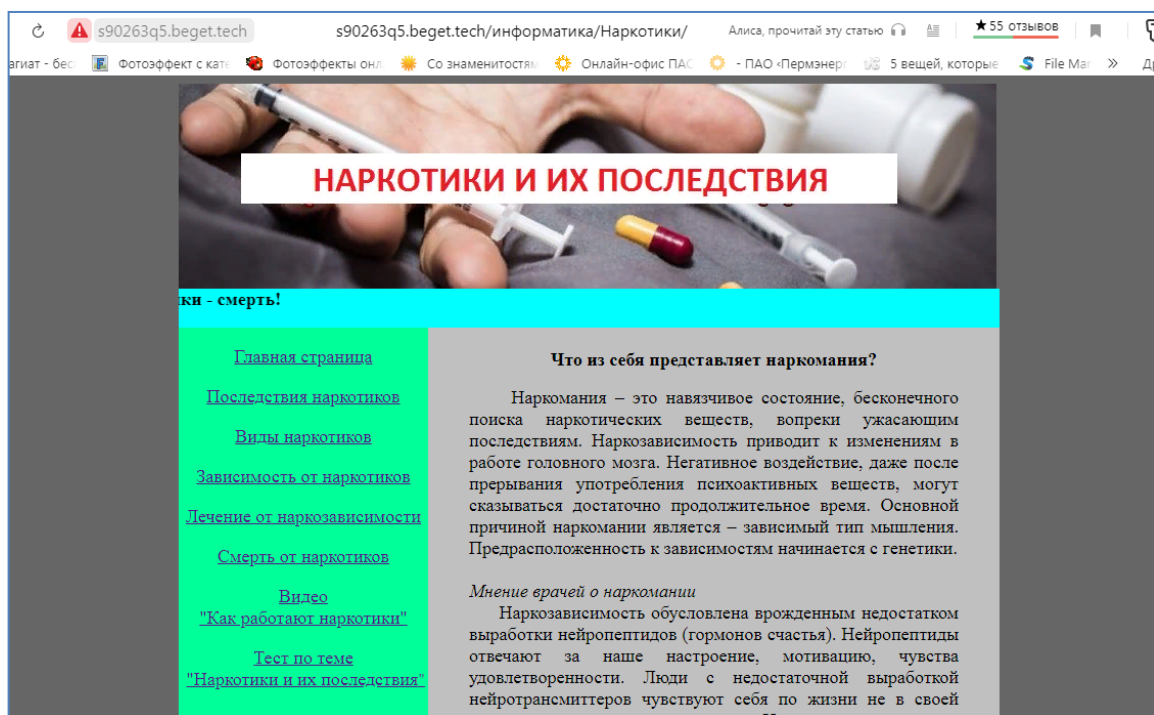 s90263q5.beget.tech s90263q5.beget.tech/информатика/Наркотики/ Алиса, прочитай эту статью 55 отзывов
Фотоэффект с кате Фотоэффекты онл Со знаменитостям Онлайн-офис ПАО - ПАО «Пермэнерг 5 вещей, которые File Man »
НАРКОТИКИ И ИХ ПОСЛЕДСТВИЯ
ки - смерть!
Главная страница
Последствия наркотиков
Виды наркотиков
Зависимость от наркотиков
Лечение от наркозависимости
Смерть от наркотиков
Видео
"Как работают наркотики"
Тест по теме
"Наркотики и их последствия"
Что из себя представляет наркомания?
Наркомания – это навязчивое состояние, бесконечного
поиска наркотических веществ, вопреки ужасающим
последствиям. Наркозависимость приводит к изменениям в
работе головного мозга. Негативное воздействие, даже после
прерывания употребления психоактивных веществ, могут
сказываться достаточно продолжительное время. Основной
причиной наркомании является – зависимый тип мышления.
Предрасположенность к зависимостям начинается с генетики.
Мнение врачей о наркомании
Наркозависимость обусловлена врожденным недостатком
выработки нейропептидов (гормонов счастья). Нейропептиды
отвечают за наше настроение, мотивацию, чувства
удовлетворенности. Люди с недостаточной выработкой
нейротрансмиттеров чувствуют себя по жизни не в своей